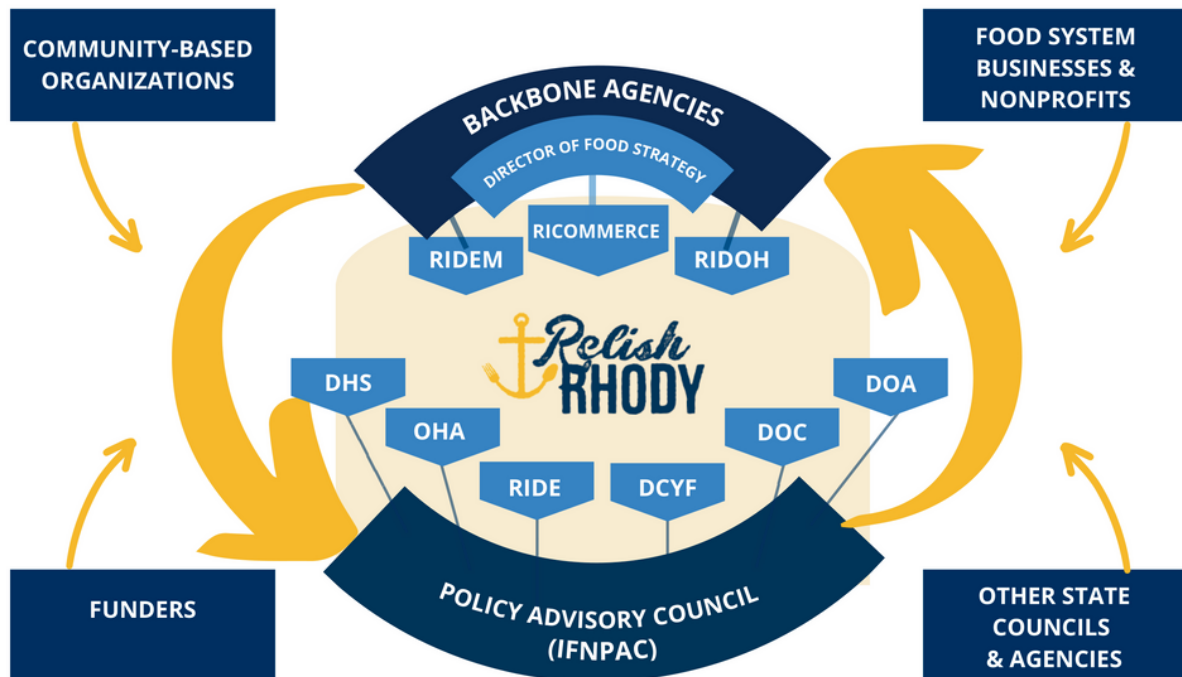 COMMUNITY-BASED
ORGANIZATIONS
FOOD SYSTEM
BUSINESSES &
NONPROFITS
BACKBONE AGENCIES
DIRECTOR OF FOOD STRATEGY
RIDEM
RICOMMERCE
RIDOH
Relish
RHODY
DHS
OHA
RIDE
DCYF
DOC
DOA
POLICY ADVISORY COUNCIL
(IFNPAC)
FUNDERS
OTHER STATE
COUNCILS
& AGENCIES